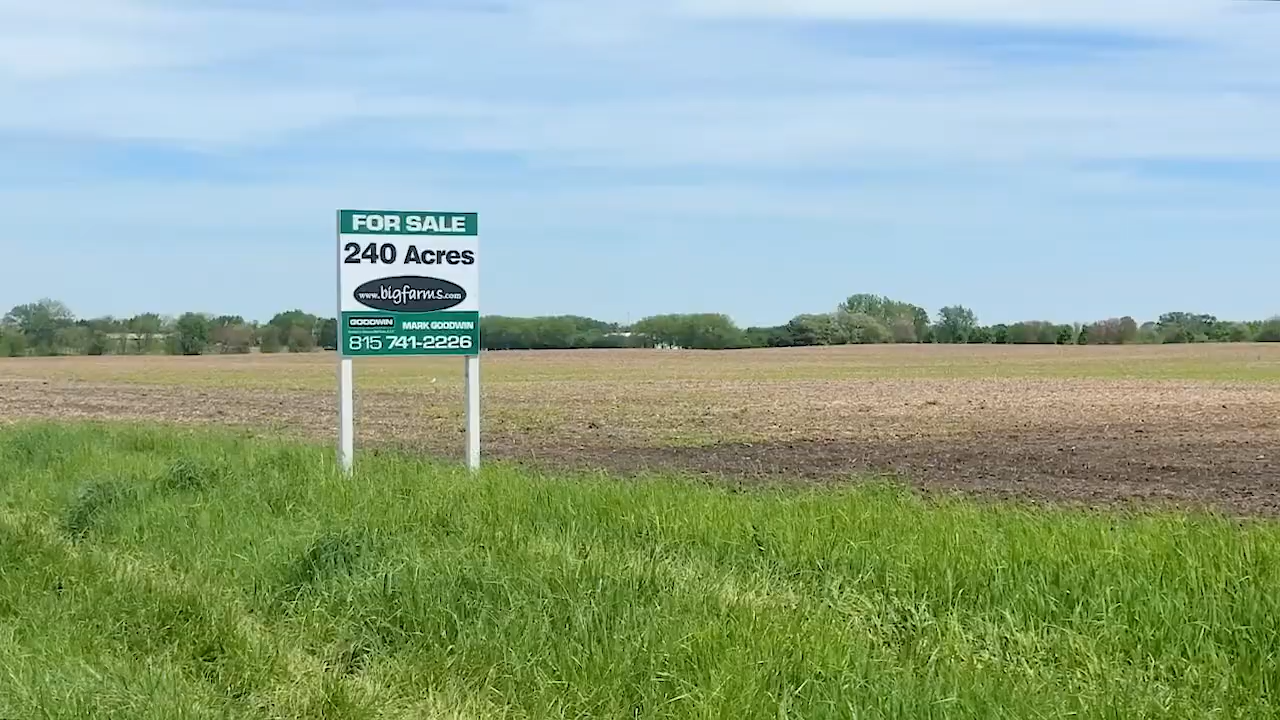 FOR SALE
240 Acres
www.bigfarms.com
GOODWIN
MARK GOODWIN
815 741-2226